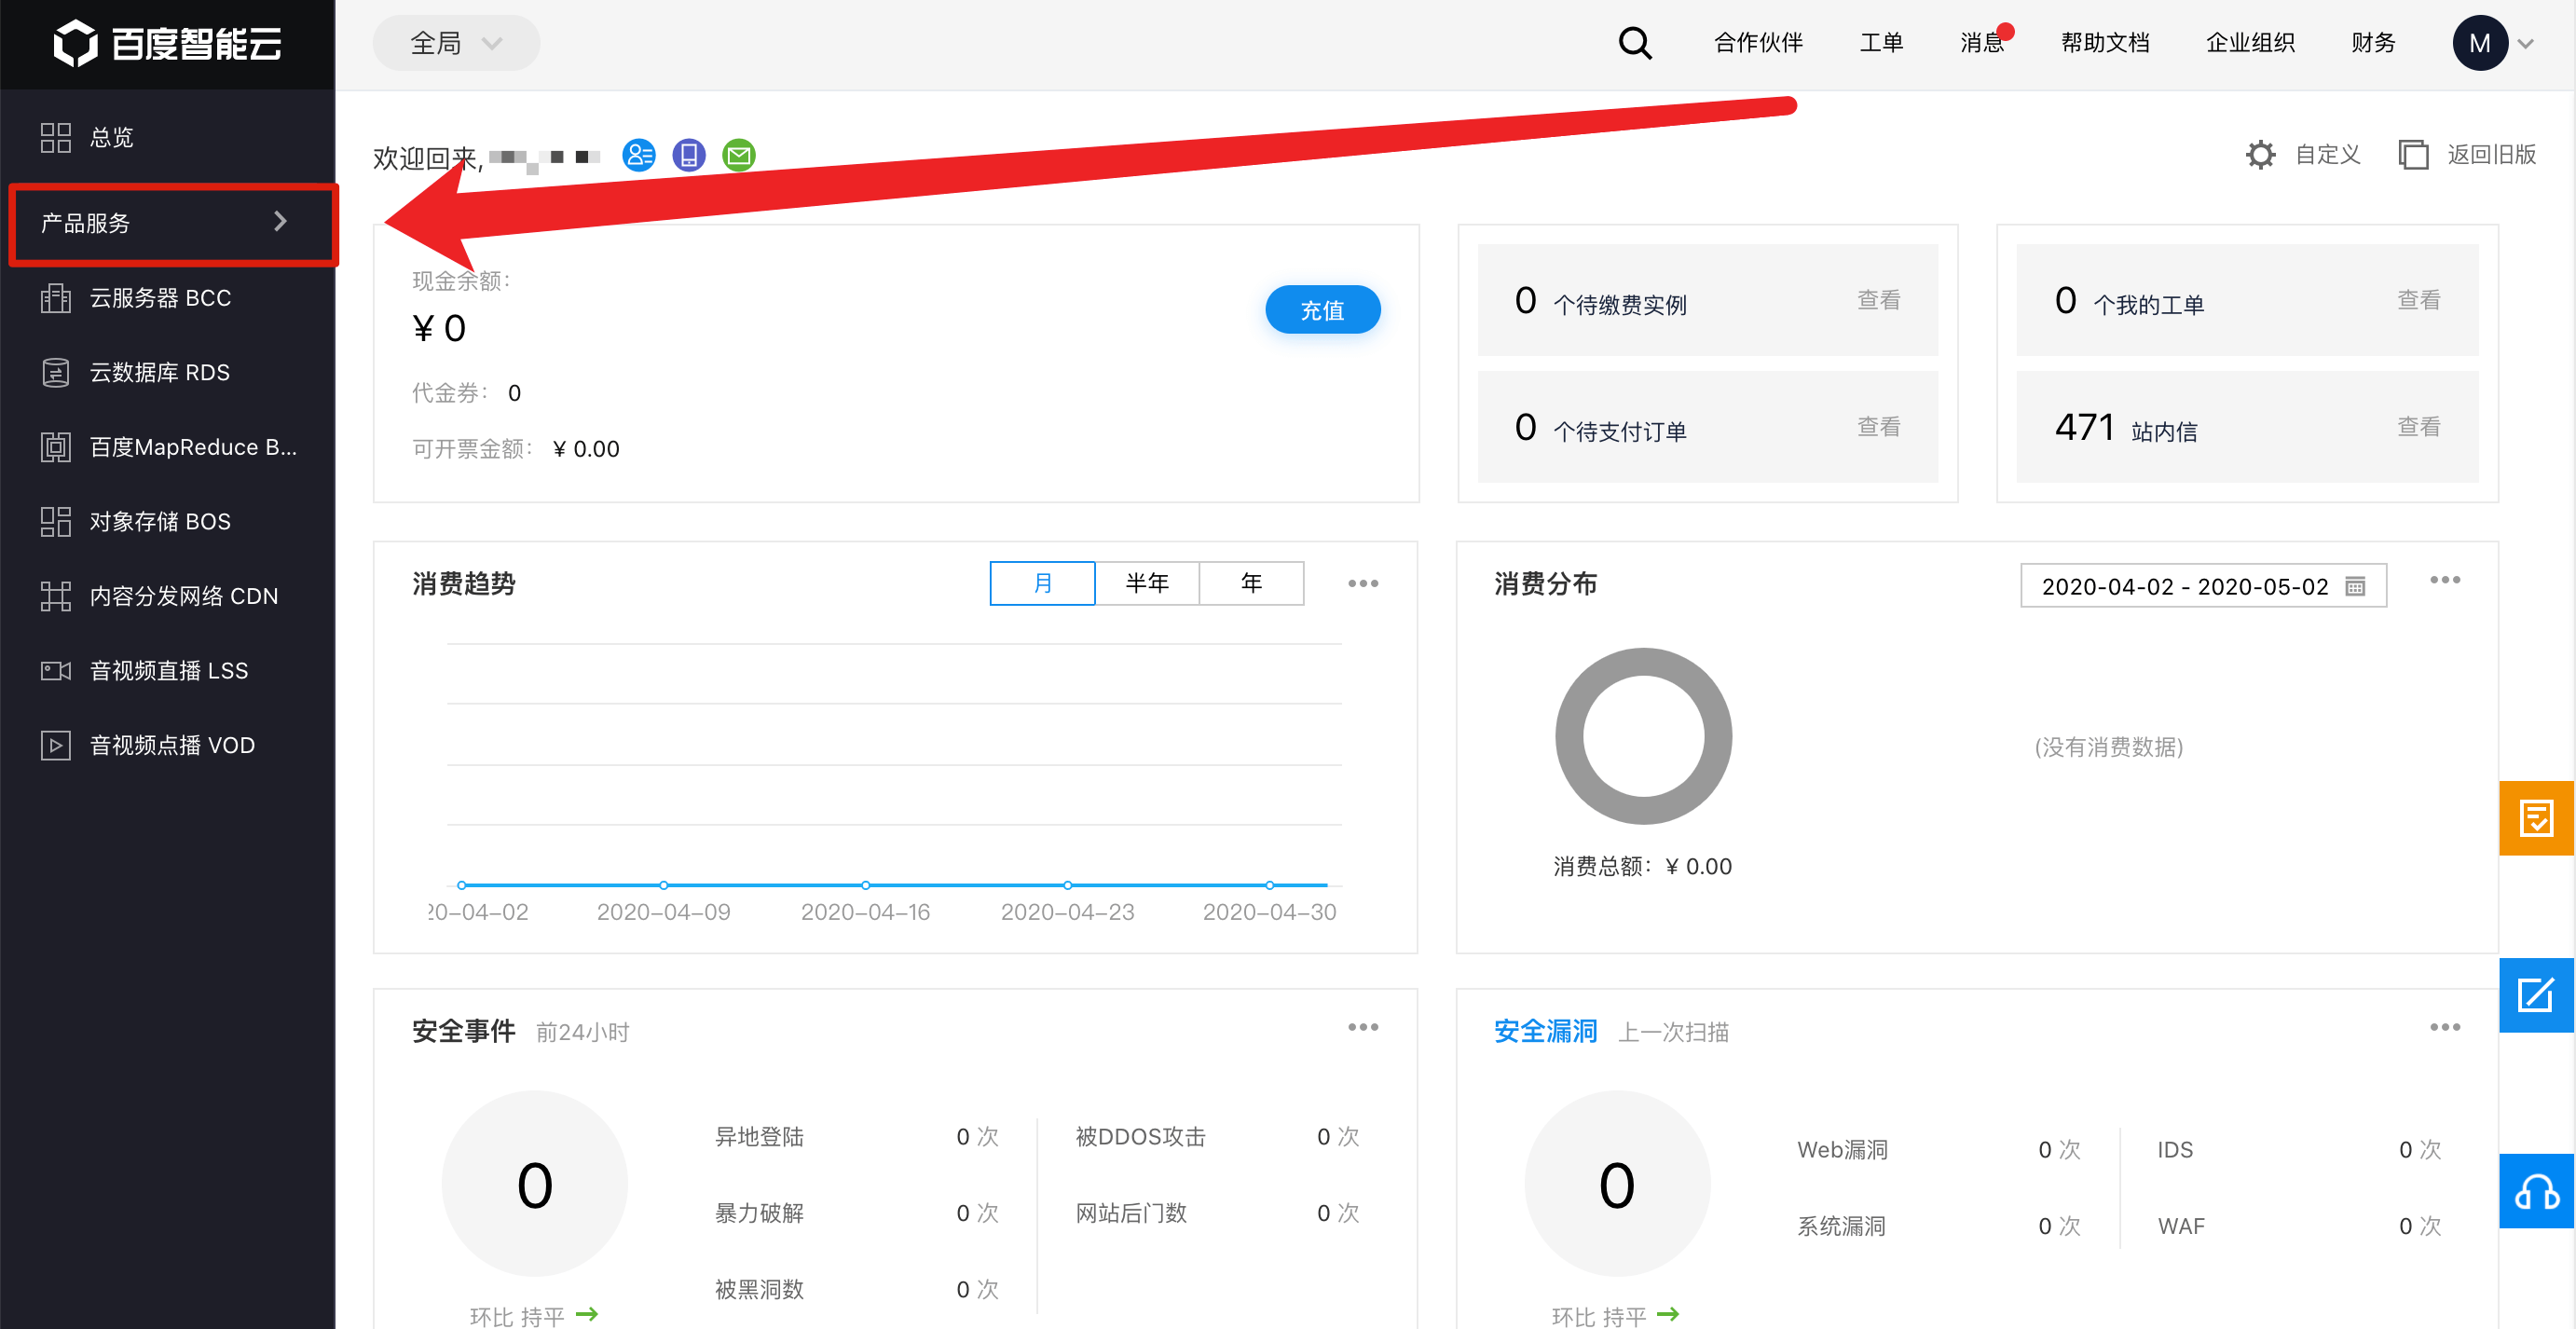 百度智能云
全局
合作伙伴
工单
消息
帮助文档
企业组织
财务
M
总览
产品服务
云服务器 BCC
云数据库 RDS
百度MapReduce B...
对象存储 BOS
内容分发网络 CDN
音视频直播 LSS
音视频点播 VOD
欢迎回来,
自定义
返回旧版
现金余额:
¥ 0
充值
代金券: 0
可开票金额: ¥ 0.00
0 个待缴费实例 查看
0 个待支付订单 查看
0 个我的工单 查看
471 站内信 查看
消费趋势
月 半年 年
20-04-02 2020-04-09 2020-04-16 2020-04-23 2020-04-30
消费分布
2020-04-02 - 2020-05-02
(没有消费数据)
消费总额: ¥ 0.00
安全事件 前24小时
0
环比 持平
异地登陆 0 次
暴力破解 0 次
被黑洞数 0 次
被DDOS攻击 0 次
网站后门数 0 次
安全漏洞 上一次扫描
0
环比 持平
Web漏洞 0 次
系统漏洞 0 次
IDS 0 次
WAF 0 次